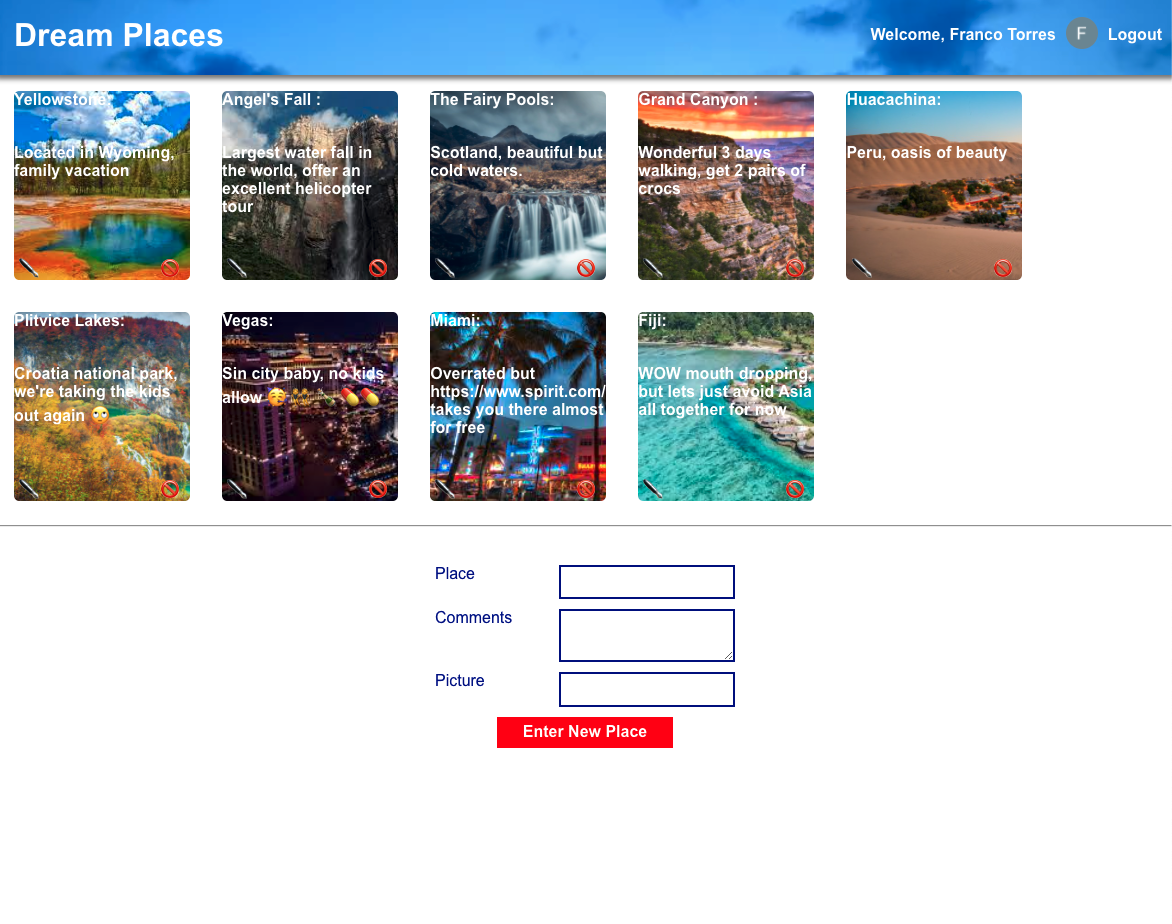 Dream Places
Welcome, Franco Torres F Logout
Yellowstone:
Located in Wyoming,
family vacation
Angel's Fall :
Largest water fall in
the world, offer an
excellent helicopter
tour
The Fairy Pools:
Scotland, beautiful but
cold waters.
Grand Canyon :
Wonderful 3 days
walking, get 2 pairs of
crocs
Huacachina:
Peru, oasis of beauty
Plitvice Lakes:
Croatia national park,
we're taking the kids
out again 🙄
Vegas:
Sin city baby, no kids
allow 🥳👯🍾💊💊
Miami:
Overrated but
https://www.spirit.com/
takes you there almost
for free
Fiji:
WOW mouth dropping,
but lets just avoid Asia
all together for now
Place
Comments
Picture
Enter New Place